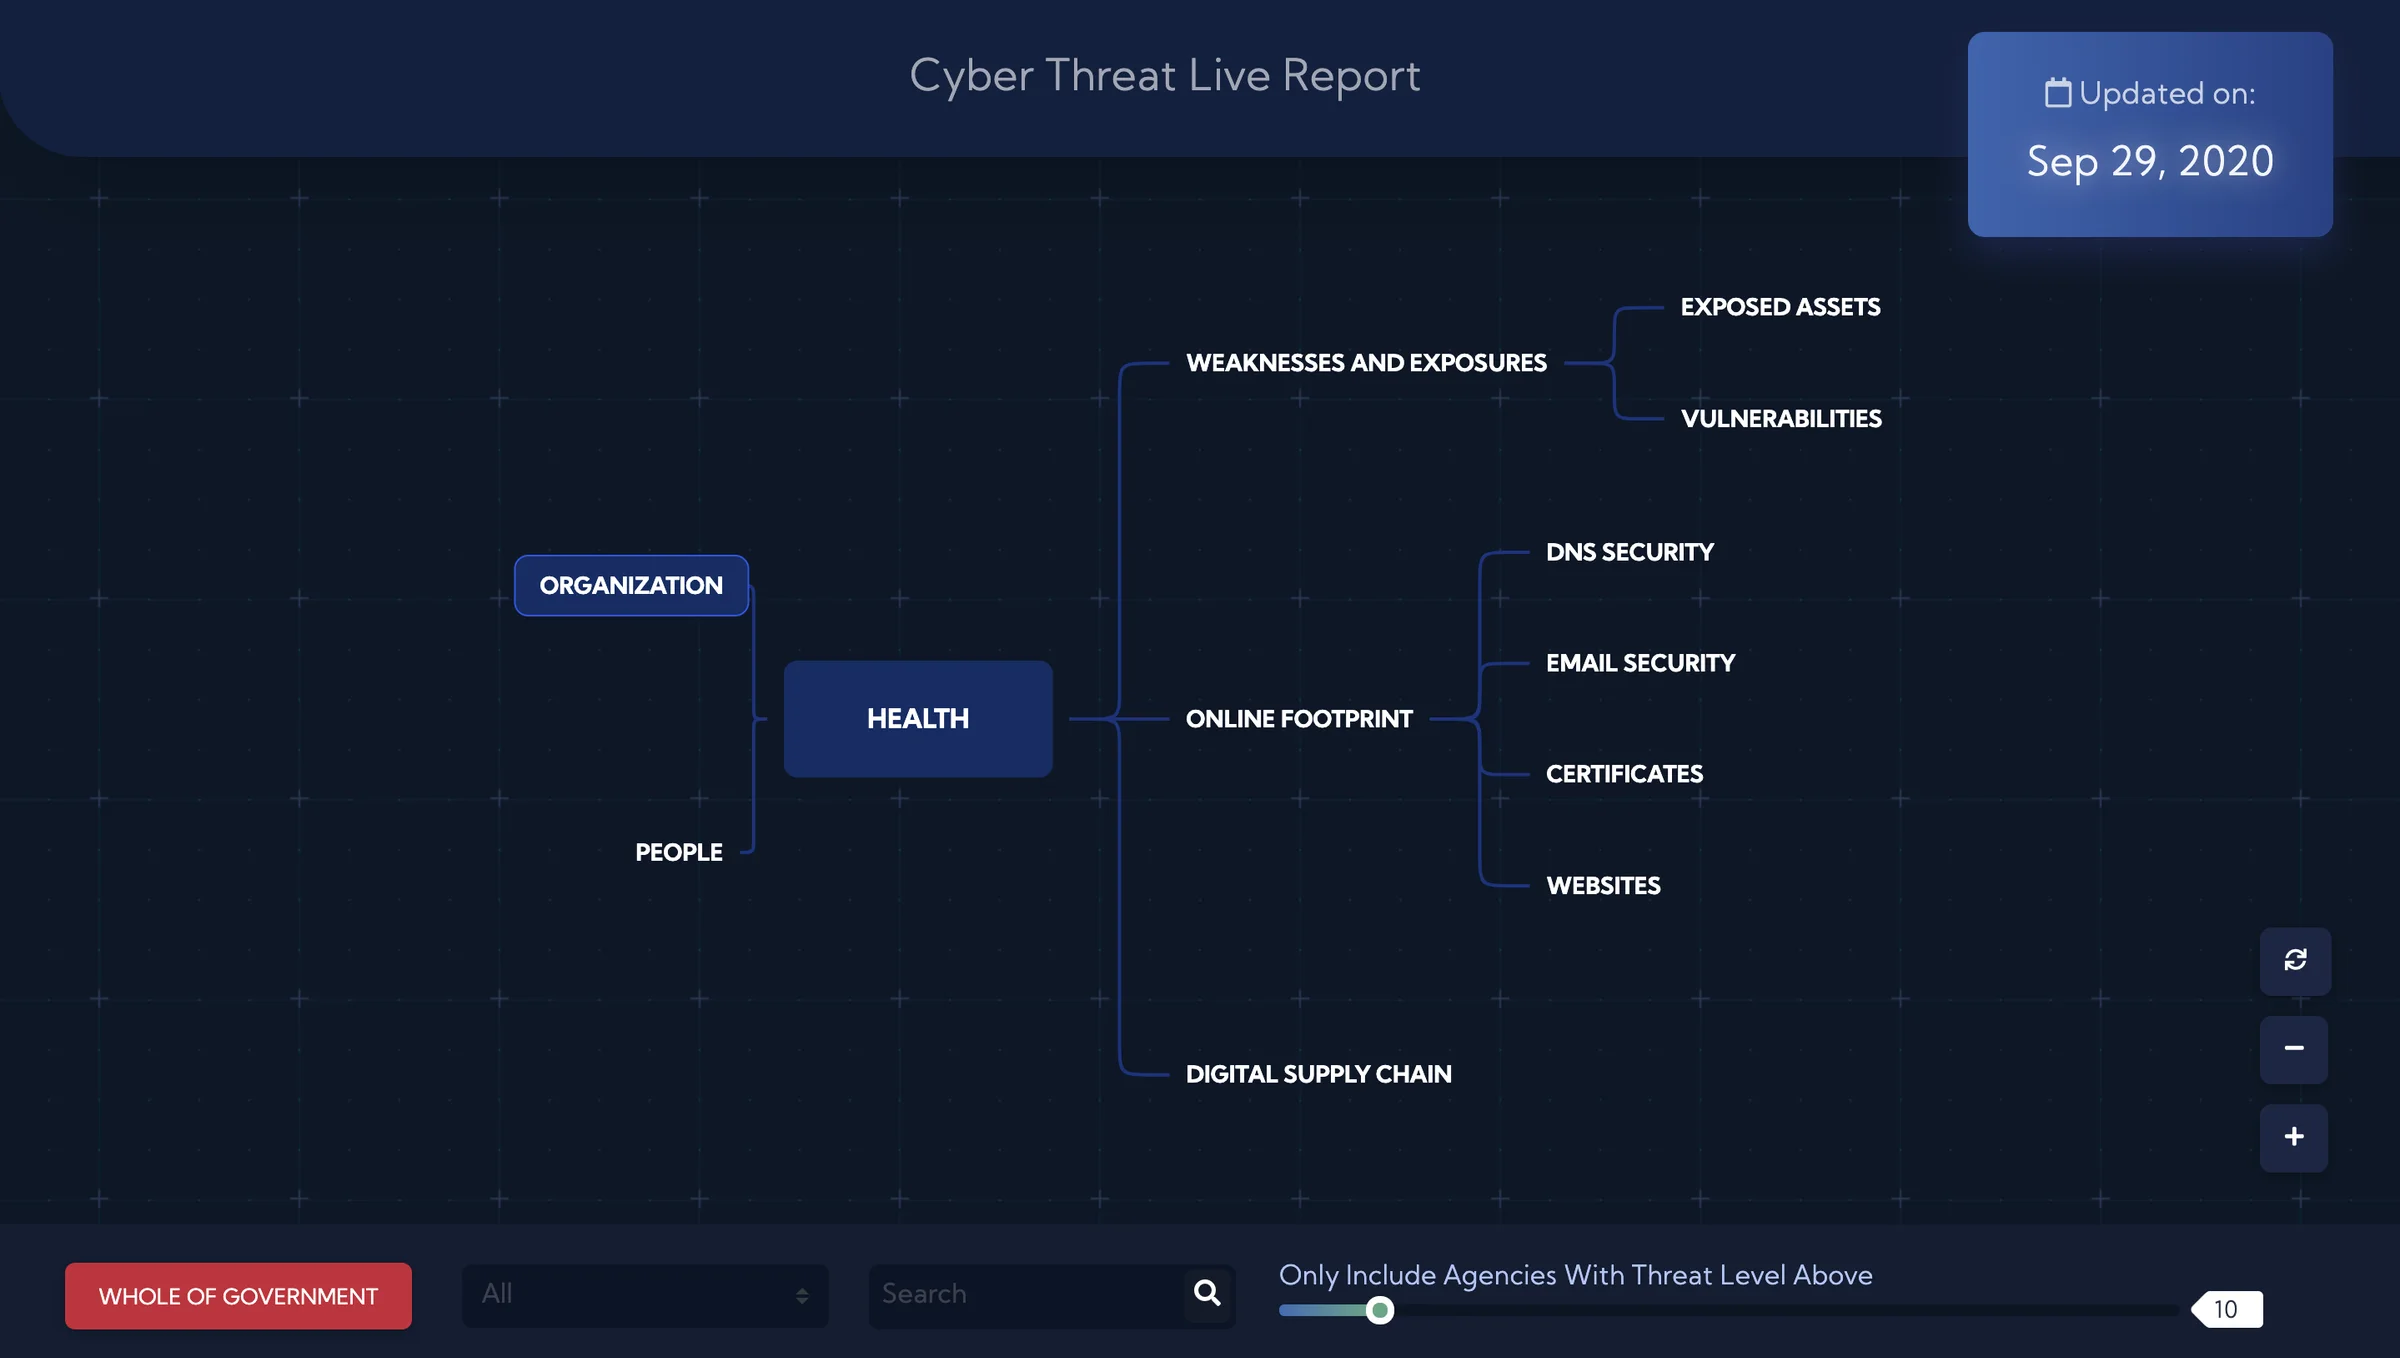 Cyber Threat Live Report
Updated on:
Sep 29, 2020
EXPOSED ASSETS
WEAKNESSES AND EXPOSURES
VULNERABILITIES
DNS SECURITY
ORGANIZATION
EMAIL SECURITY
HEALTH
ONLINE FOOTPRINT
CERTIFICATES
PEOPLE
WEBSITES
DIGITAL SUPPLY CHAIN
WHOLE OF GOVERNMENT
All
Search
Only Include Agencies With Threat Level Above
10